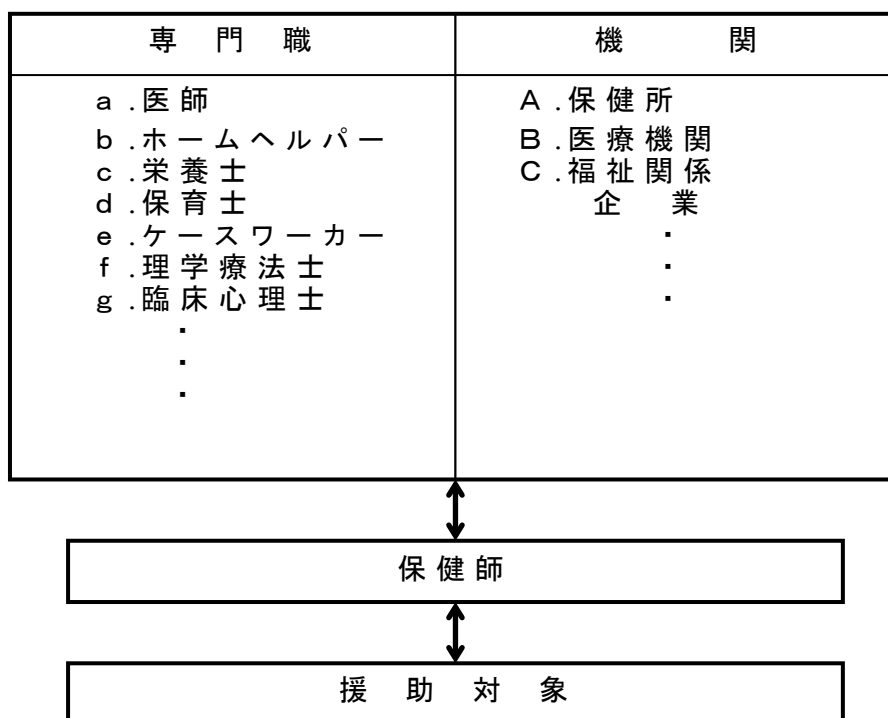 専門職
機関
a.医師
b.ホームヘルパー
c.栄養士
d.保育士
e.ケースワーカー
f.理学療法士
g.臨床心理士
・
・
・
A.保健所
B.医療機関
C.福祉関係
企業
・
・
・
保健師
援助対象